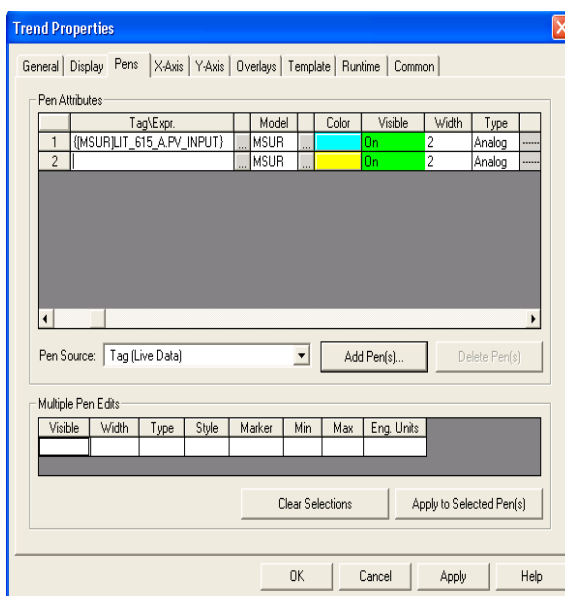 Trend Properties
General Display Pens X-Axis Y-Axis Overlays Template Runtime Common
Pen Attributes
Tag\Expr. Model Color Visible Width Type
1 {[MSUR]LIT_615_A.PV_INPUT} ... MSUR ... On 2 Analog
2 ... MSUR ... On 2 Analog
Pen Source: Tag (Live Data) Add Pen(s)... Delete Pen(s)
Multiple Pen Edits
Visible Width Type Style Marker Min Max Eng. Units
Clear Selections Apply to Selected Pen(s)
OK Cancel Apply Help